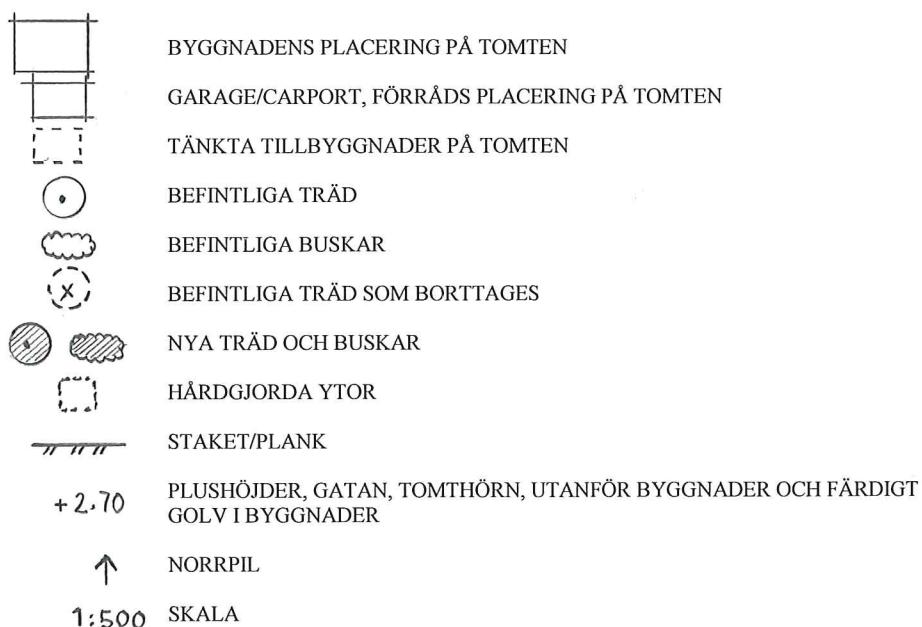 BYGGNADENS PLACERING PÅ TOMTEN
GARAGE/CARPORT, FÖRRÅDS PLACERING PÅ TOMTEN
TÄNKTA TILLBYGGNADER PÅ TOMTEN
BEFINTLIGA TRÄD
BEFINTLIGA BUSKAR
X BEFINTLIGA TRÄD SOM BORTTAGES
NYA TRÄD OCH BUSKAR
HÅRDGJORDA YTOR
STAKET/PLANK
+2.70 PLUSHÖJDER, GATAN, TOMTHÖRN, UTANFÖR BYGGNADER OCH FÄRDIGT
GOLV I BYGGNADER
NORRPIL
1:500 SKALA